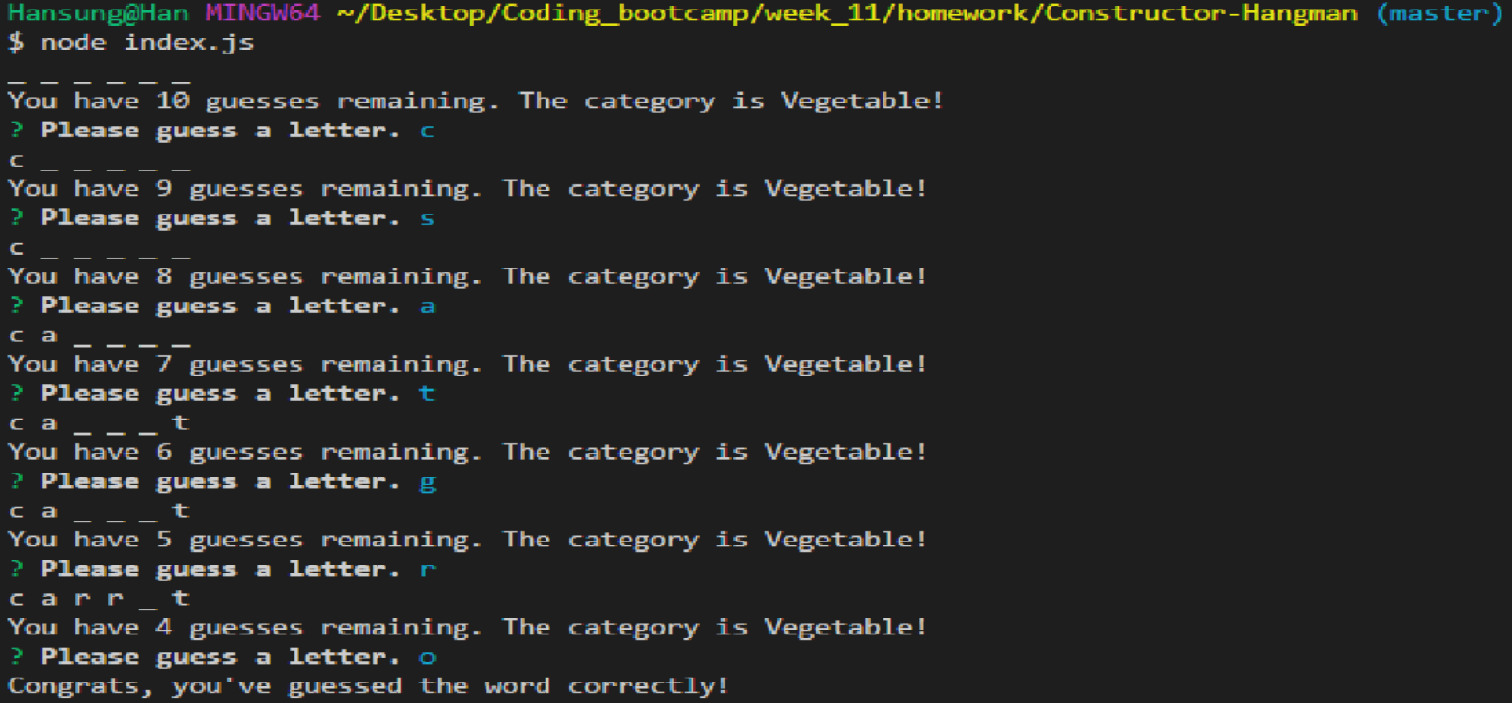 Hansung@Han MINGW64 ~/Desktop/Coding_bootcamp/week_11/homework/Constructor-Hangman (master)
$ node index.js
_ _ _ _ _ _
You have 10 guesses remaining. The category is Vegetable!
? Please guess a letter. c
c _ _ _ _ _
You have 9 guesses remaining. The category is Vegetable!
? Please guess a letter. s
c _ _ _ _ _
You have 8 guesses remaining. The category is Vegetable!
? Please guess a letter. a
c a _ _ _ _
You have 7 guesses remaining. The category is Vegetable!
? Please guess a letter. t
c a _ _ _ t
You have 6 guesses remaining. The category is Vegetable!
? Please guess a letter. g
c a _ _ _ t
You have 5 guesses remaining. The category is Vegetable!
? Please guess a letter. r
c a r r _ t
You have 4 guesses remaining. The category is Vegetable!
? Please guess a letter. o
Congrats, you've guessed the word correctly!